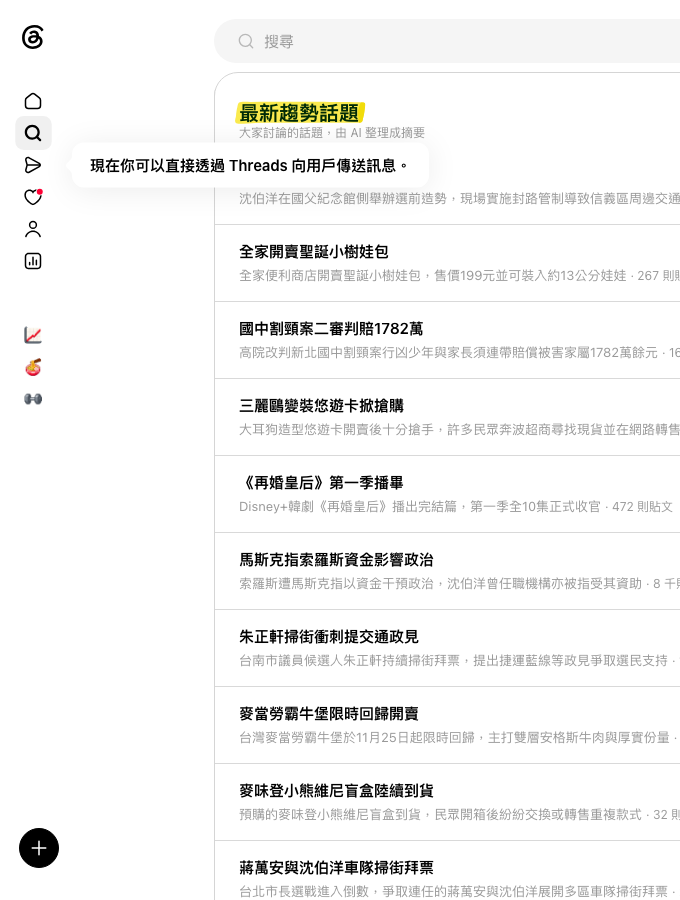 搜尋
最新趨勢話題
大家討論的話題，由 AI 整理成摘要
現在你可以直接透過 Threads 向用戶傳送訊息。
沈伯洋在國父紀念館側舉辦選前造勢，現場實施封路管制導致信義區周邊交通
全家開賣聖誕小樹娃包
全家便利商店開賣聖誕小樹娃包，售價199元並可裝入約13公分娃娃 · 267 則
國中割頸案二審判賠1782萬
高院改判新北國中割頸案行凶少年與家長須連帶賠償被害家屬1782萬餘元 · 16
三麗鷗變裝悠遊卡掀搶購
大耳狗造型悠遊卡開賣後十分搶手，許多民眾奔波超商尋找現貨並在網路轉售
《再婚皇后》第一季播畢
Disney+韓劇《再婚皇后》播出完結篇，第一季全10集正式收官 · 472 則貼文
馬斯克指索羅斯資金影響政治
索羅斯遭馬斯克指以資金干預政治，沈伯洋曾任職機構亦被指受其資助 · 8 千
朱正軒掃街衝刺提交通政見
台南市議員候選人朱正軒持續掃街拜票，提出捷運藍線等政見爭取選民支持 ·
麥當勞霸牛堡限時回歸開賣
台灣麥當勞霸牛堡於11月25日起限時回歸，主打雙層安格斯牛肉與厚實份量 ·
麥味登小熊維尼盲盒陸續到貨
預購的麥味登小熊維尼盲盒到貨，民眾開箱後紛紛交換或轉售重複款式 · 32 則
蔣萬安與沈伯洋車隊掃街拜票
台北市長選戰進入倒數，爭取連任的蔣萬安與沈伯洋展開多區車隊掃街拜票 ·